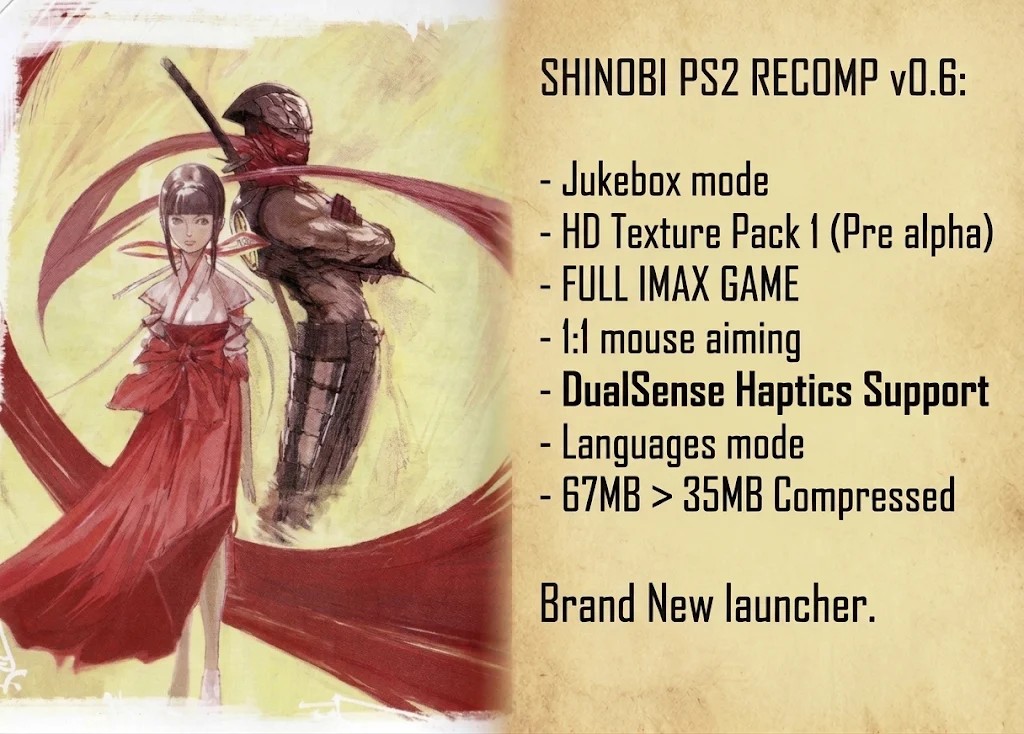 SHINOBI PS2 RECOMP v0.6:
- Jukebox mode
- HD Texture Pack 1 (Pre alpha)
- FULL IMAX GAME
- 1:1 mouse aiming
- DualSense Haptics Support
- Languages mode
- 67MB > 35MB Compressed
Brand New launcher.